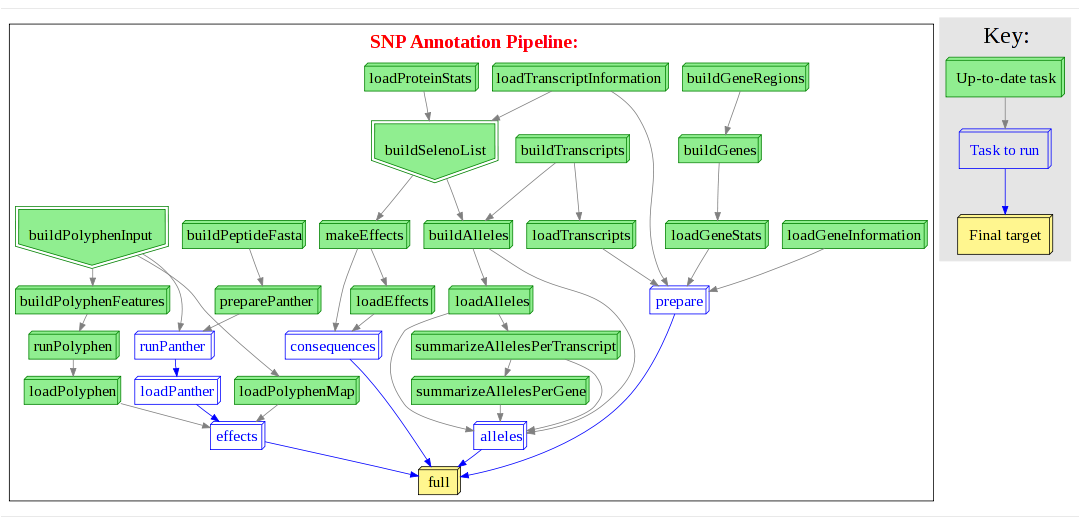 SNP Annotation Pipeline:
loadProteinStats
loadTranscriptInformation
buildGeneRegions
buildSelenoList
buildTranscripts
buildGenes
buildPolyphenInput
buildPeptideFasta
makeEffects
buildAlleles
loadTranscripts
loadGeneStats
loadGeneInformation
buildPolyphenFeatures
preparePanther
loadEffects
loadAlleles
prepare
runPolyphen
runPanther
consequences
summarizeAllelesPerTranscript
loadPolyphen
loadPanther
loadPolyphenMap
summarizeAllelesPerGene
effects
alleles
full
Key:
Up-to-date task
Task to run
Final target